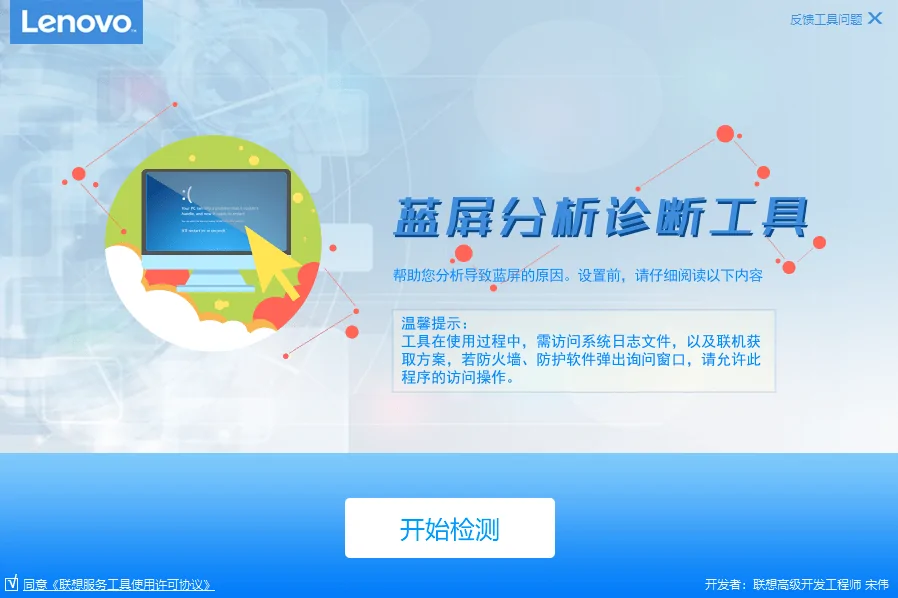 Lenovo
反馈工具问题
:(
蓝屏分析诊断工具
帮助您分析导致蓝屏的原因。设置前，请仔细阅读以下内容
温馨提示：
工具在使用过程中，需访问系统日志文件，以及联机获
取方案，若防火墙、防护软件弹出询问窗口，请允许此
程序的访问操作。
开始检测
同意《联想服务工具使用许可协议》
开发者：联想高级开发工程师 宋伟